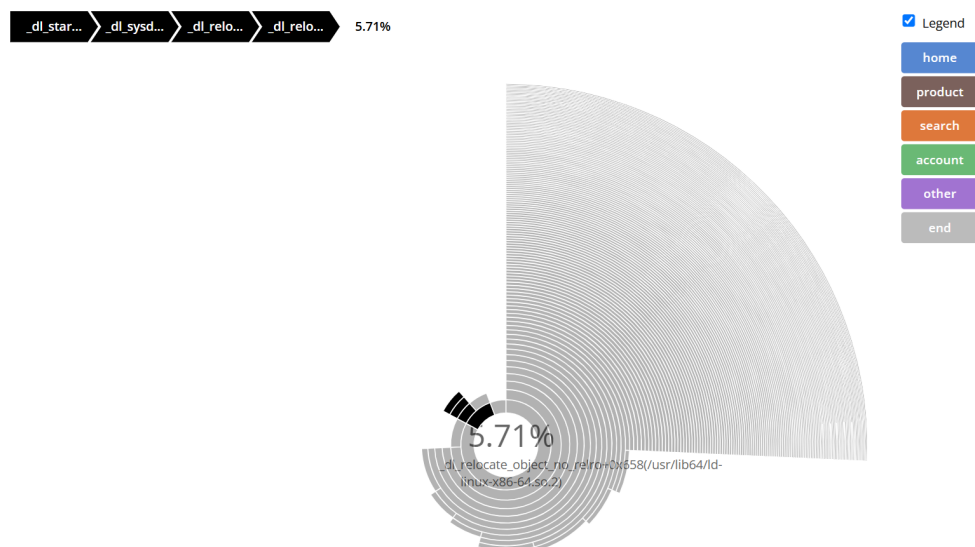 _dl_star... _dl_sysd... _dl_relo... _dl_relo... 5.71%
Legend
home
product
search
account
other
end
5.71%
_dl_relocate_object_no_relro+0x658(/usr/lib64/ld-
linux-x86-64.so.2)